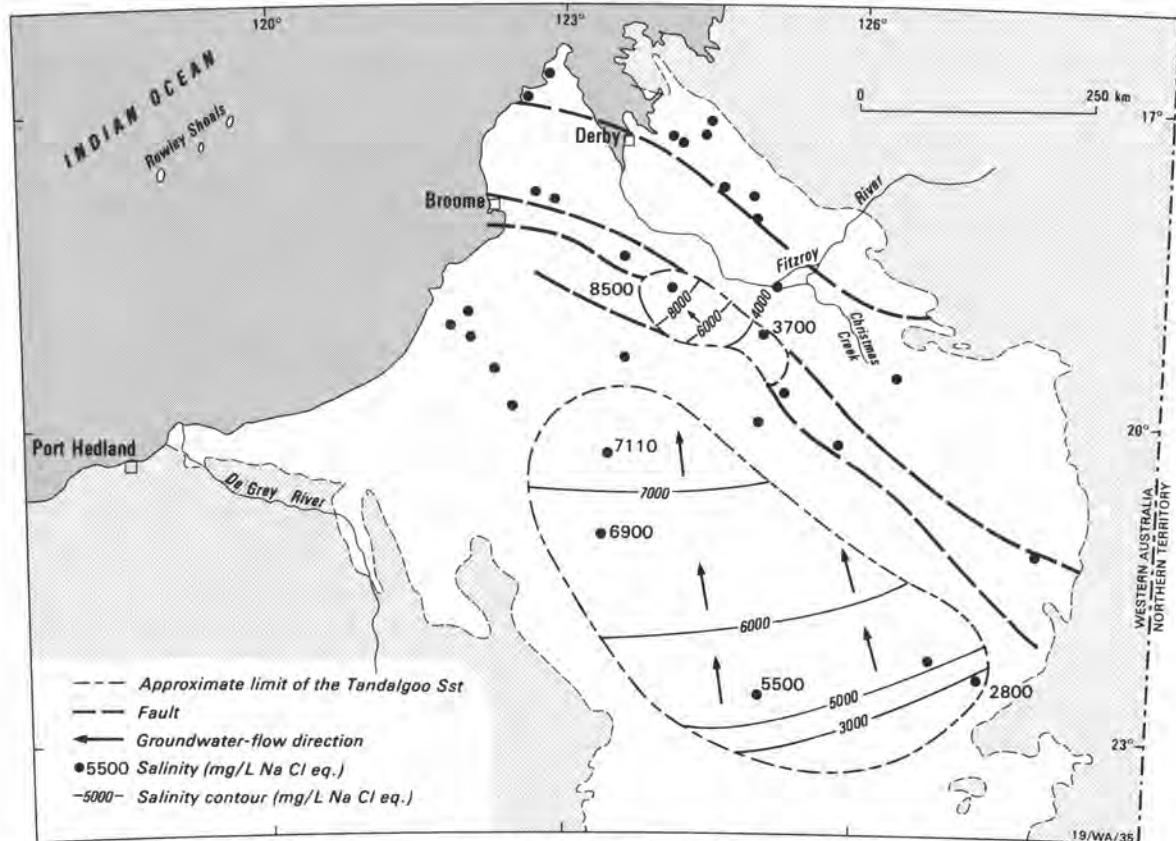 120°
123°
126°
INDIAN OCEAN
Rowley Shoals
0 250 km
17°
Derby
Broome
River
Fitzroy
Christmas
Creek
8500
8000
6000
4000
3700
20°
Port Hedland
De Grey River
7110
7000
6900
6000
5500
5000
3000
2800
WESTERN AUSTRALIA
NORTHERN TERRITORY
23°
Approximate limit of the Tandalgoo Sst
Fault
Groundwater-flow direction
5500 Salinity (mg/L Na Cl eq.)
5000 Salinity contour (mg/L Na Cl eq.)
19/WA/35